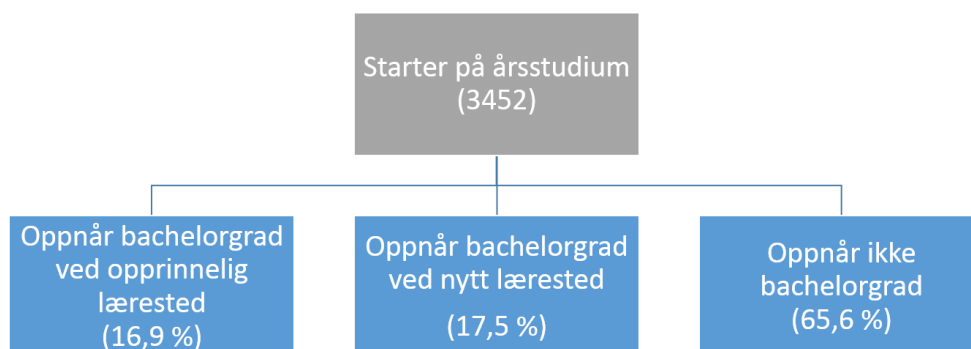 Starter på årsstudium
(3452)
Oppnår bachelorgrad
ved opprinnelig
lærested
(16,9 %)
Oppnår bachelorgrad
ved nytt lærested
(17,5 %)
Oppnår ikke
bachelorgrad
(65,6 %)